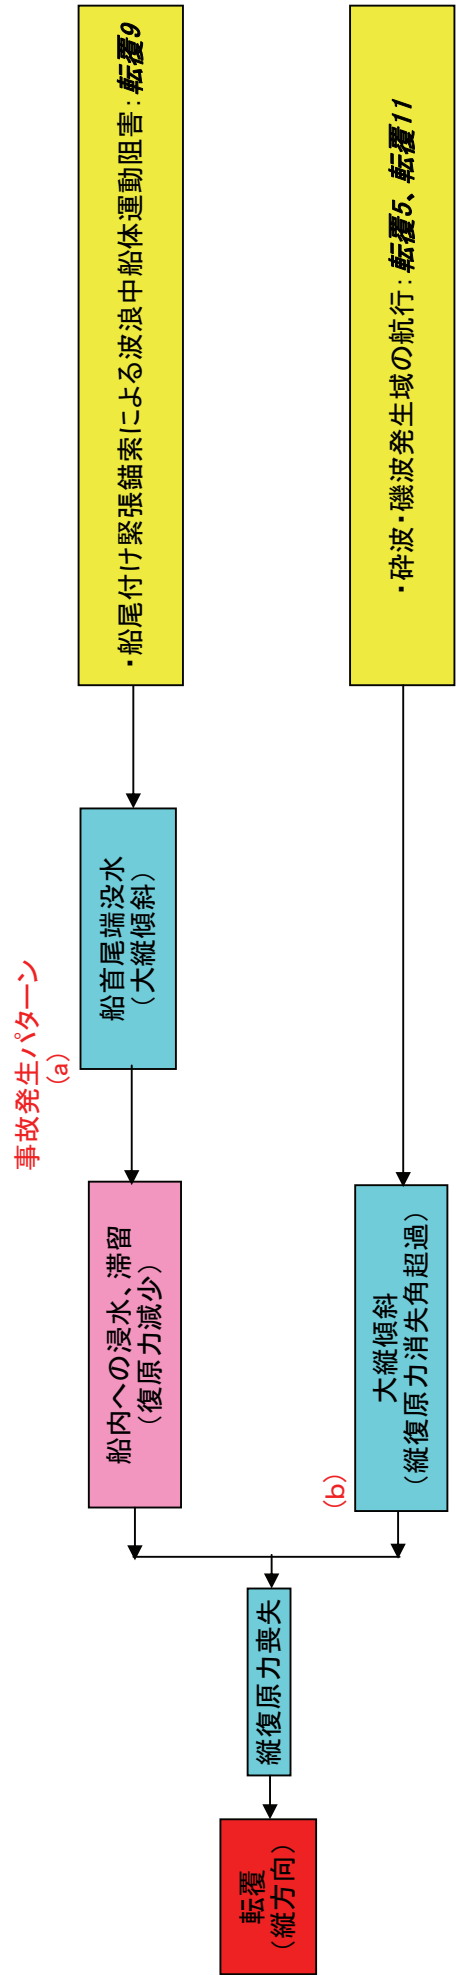 事故発生パターン
(a)
・船尾付け緊張錨索による波浪中船体運動阻害：転覆9
船首尾端没水
（大縦傾斜）
船内への浸水、滞留
（復原力減少）
・砕波・磯波発生域の航行：転覆5、転覆11
(b)
大縦傾斜
（縦復原力消失角超過）
縦復原力喪失
転覆
（縦方向）